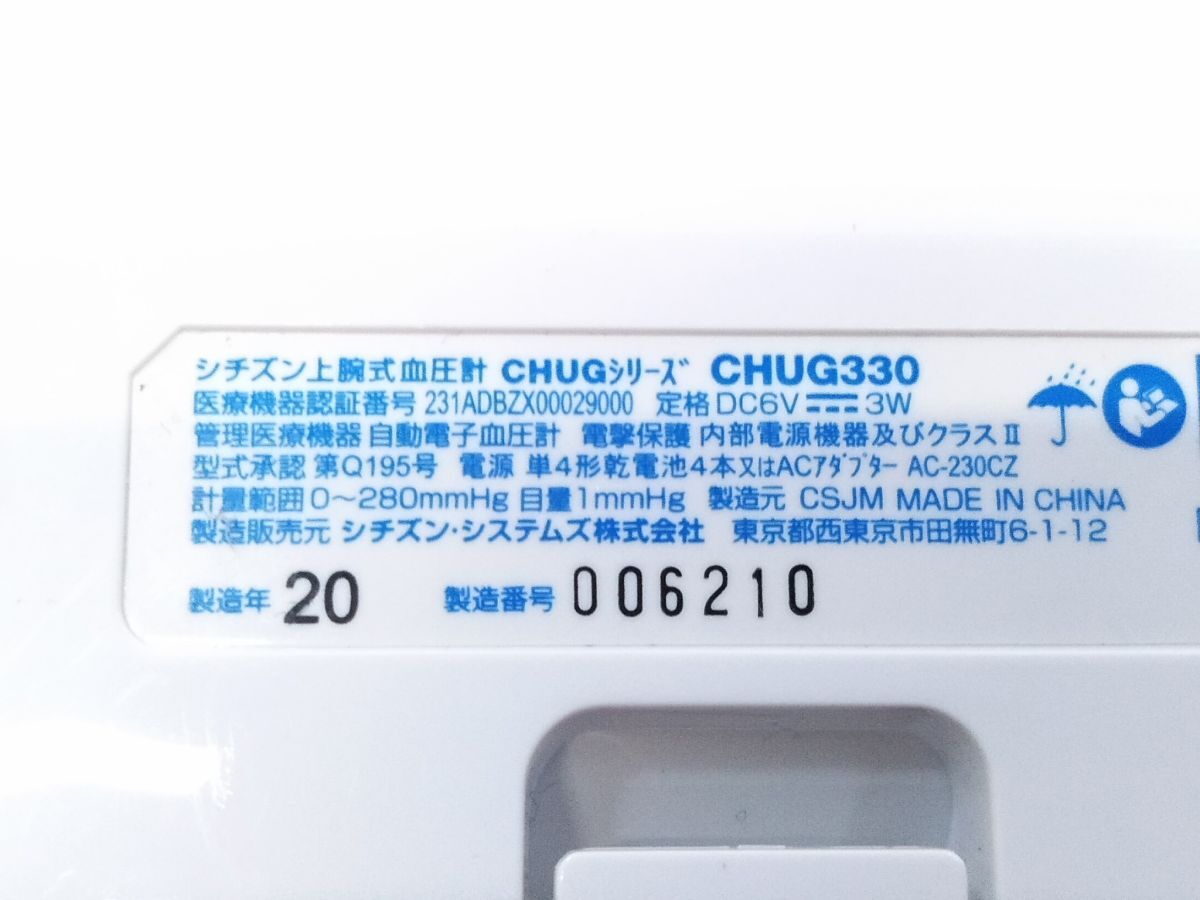 シチズン上腕式血圧計 CHUGシリーズ CHUG330
医療機器認証番号 231ADBZX00029000 定格 DC6V ⎓ 3W
管理医療機器 自動電子血圧計 電撃保護 内部電源機器及びクラスⅡ
型式承認 第Q195号 電源 単4形乾電池4本又はACアダプター AC-230CZ
計量範囲 0～280mmHg 目量1mmHg 製造元 CSJM MADE IN CHINA
製造販売元 シチズン・システムズ株式会社 東京都西東京市田無町6-1-12
製造年 20 製造番号 006210